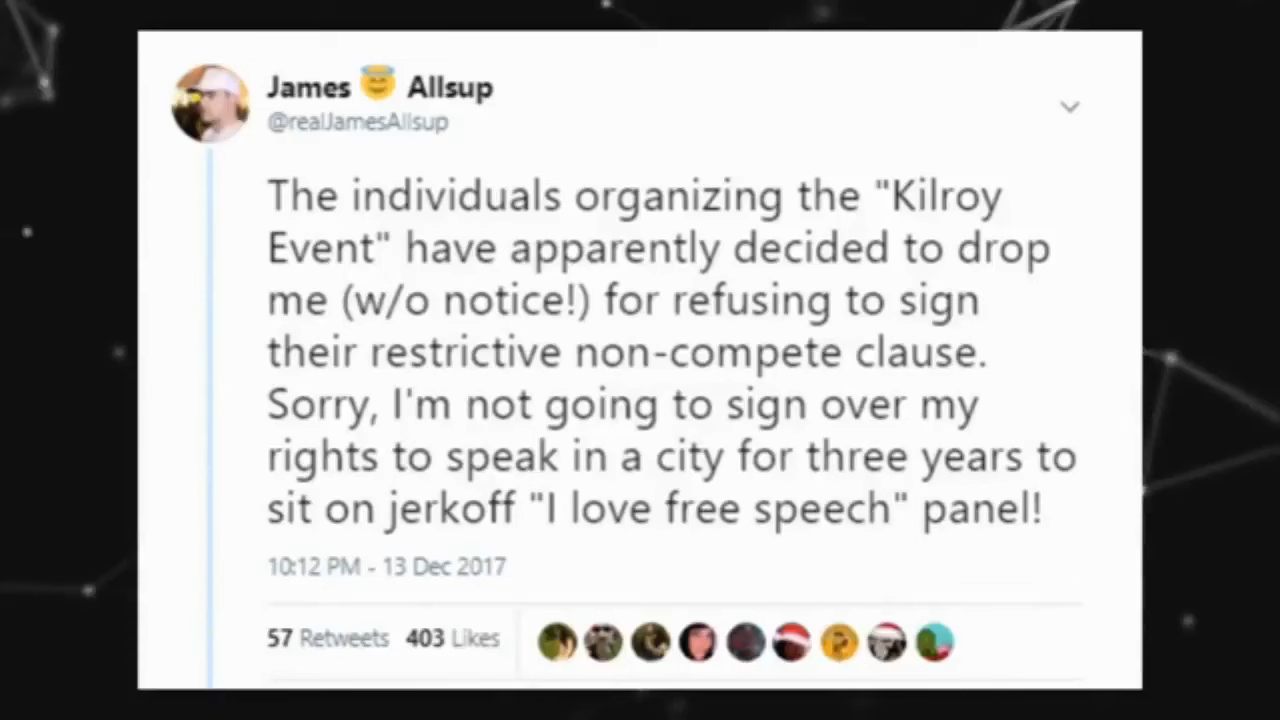 James 😇 Allsup
@realJamesAllsup
The individuals organizing the "Kilroy
Event" have apparently decided to drop
me (w/o notice!) for refusing to sign
their restrictive non-compete clause.
Sorry, I'm not going to sign over my
rights to speak in a city for three years to
sit on jerkoff "I love free speech" panel!
10:12 PM - 13 Dec 2017
57 Retweets 403 Likes